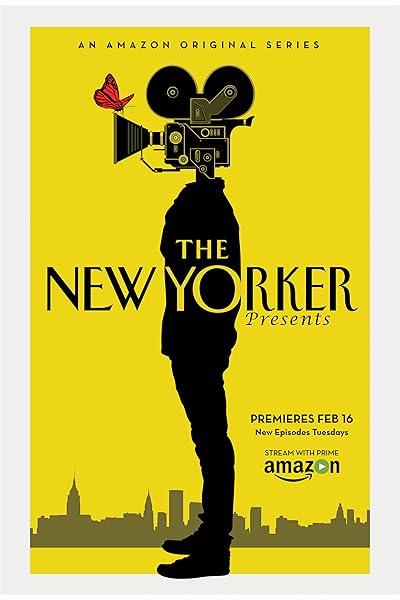 AN AMAZON ORIGINAL SERIES
THE
NEW YORKER
Presents
PREMIERES FEB 16
New Episodes Tuesdays
STREAM WITH PRIME
amazon